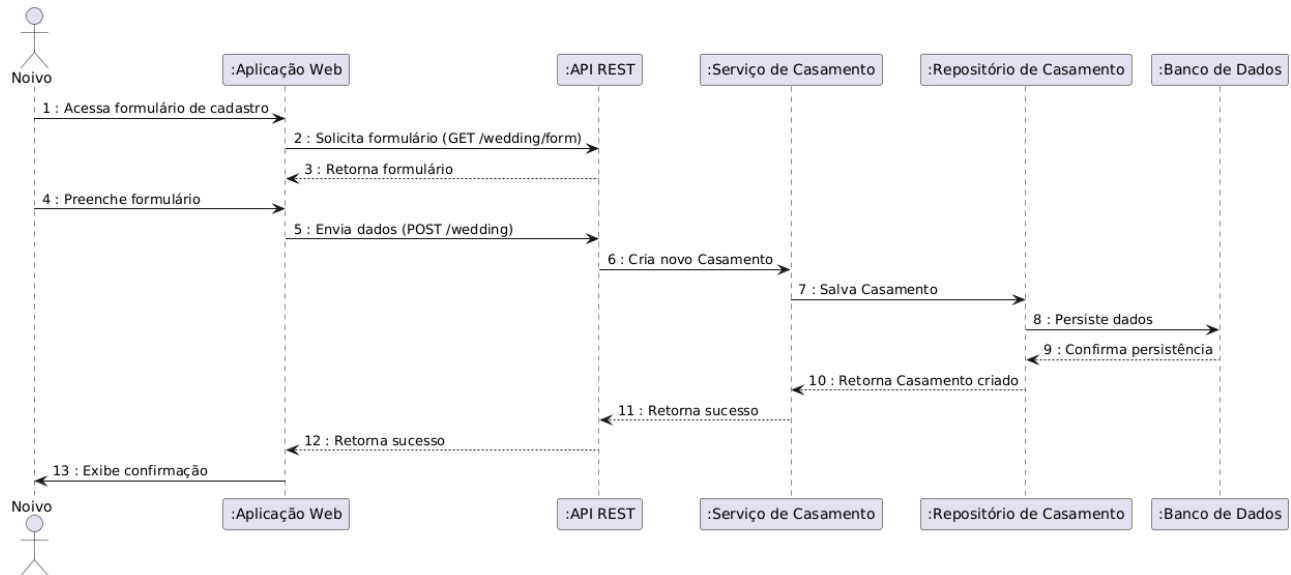 Noivo
:Aplicação Web
:API REST
:Serviço de Casamento
:Repositório de Casamento
:Banco de Dados
1 : Acessa formulário de cadastro
2 : Solicita formulário (GET /wedding/form)
3 : Retorna formulário
4 : Preenche formulário
5 : Envia dados (POST /wedding)
6 : Cria novo Casamento
7 : Salva Casamento
8 : Persiste dados
9 : Confirma persistência
10 : Retorna Casamento criado
11 : Retorna sucesso
12 : Retorna sucesso
13 : Exibe confirmação
Noivo
:Aplicação Web
:API REST
:Serviço de Casamento
:Repositório de Casamento
:Banco de Dados